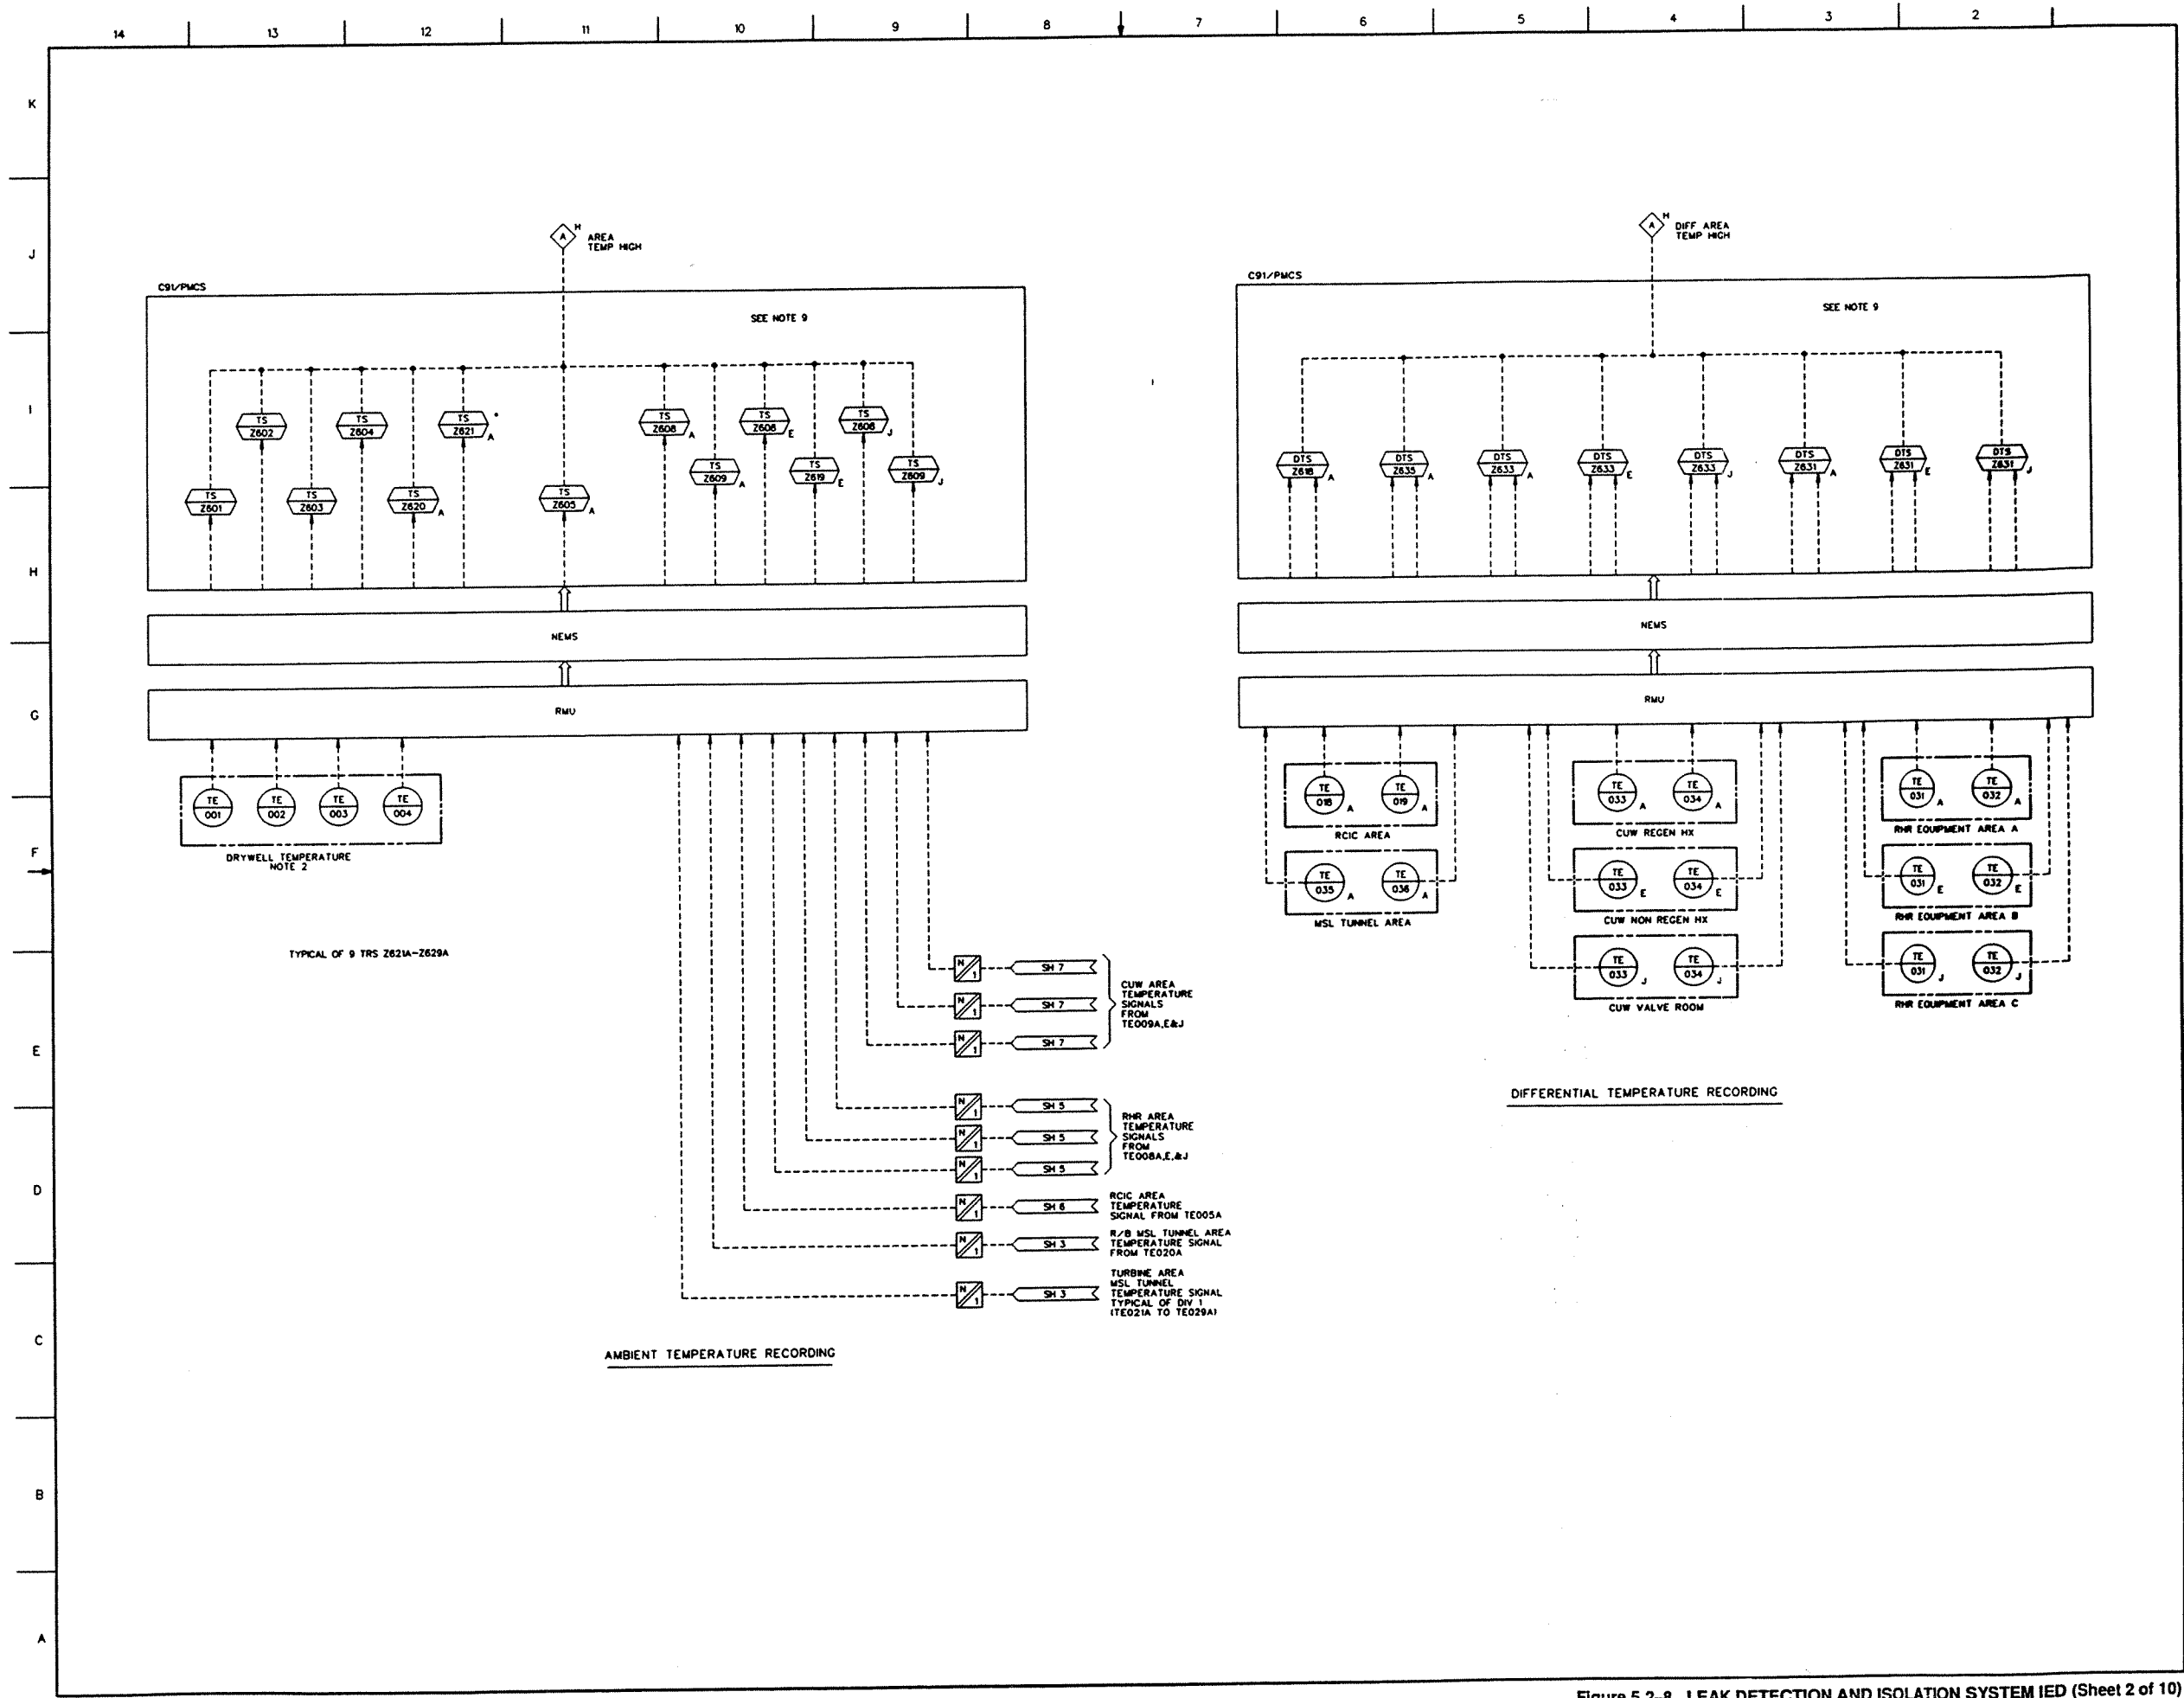 14 13 12 11 10 9 8 7 6 5 4 3 2
K
J
I
H
G
F
E
D
C
B
A
A H AREA
TEMP HIGH
C91/PMCS
SEE NOTE 9
TS
Z602
TS
Z604
TS
Z621 A *
TS
Z608 A
TS
Z608 E
TS
Z608 J
TS
Z609 A
TS
Z619 E
TS
Z609 J
TS
Z601
TS
Z603
TS
Z620 A
TS
Z605 A
NEMS
RMU
TE
001
TE
002
TE
003
TE
004
DRYWELL TEMPERATURE
NOTE 2
TYPICAL OF 9 TRS Z621A-Z629A
N/1 SH 7
N/1 SH 7
N/1 SH 7
CUW AREA
TEMPERATURE
SIGNALS
FROM
TE009A,E&J
N/1 SH 5
N/1 SH 5
N/1 SH 5
RHR AREA
TEMPERATURE
SIGNALS
FROM
TE008A,E,&J
N/1 SH 6
RCIC AREA
TEMPERATURE
SIGNAL FROM TE005A
N/1 SH 3
R/B MSL TUNNEL AREA
TEMPERATURE SIGNAL
FROM TE020A
N/1 SH 3
TURBINE AREA
MSL TUNNEL
TEMPERATURE SIGNAL
TYPICAL OF DIV 1
(TE021A TO TE029A)
AMBIENT TEMPERATURE RECORDING
A H DIFF AREA
TEMP HIGH
C91/PMCS
SEE NOTE 9
DTS
Z618 A
DTS
Z635 A
DTS
Z633 A
DTS
Z633 E
DTS
Z633 J
DTS
Z631 A
DTS
Z631 E
DTS
Z631 J
NEMS
RMU
TE
018 A
TE
019 A
RCIC AREA
TE
035 A
TE
036 A
MSL TUNNEL AREA
TE
033 A
TE
034 A
CUW REGEN HX
TE
033 E
TE
034 E
CUW NON REGEN HX
TE
033 J
TE
034 J
CUW VALVE ROOM
TE
031 A
TE
032 A
RHR EQUIPMENT AREA A
TE
031 E
TE
032 E
RHR EQUIPMENT AREA B
TE
031 J
TE
032 J
RHR EQUIPMENT AREA C
DIFFERENTIAL TEMPERATURE RECORDING
Figure 5.2-8 LEAK DETECTION AND ISOLATION SYSTEM IED (Sheet 2 of 10)